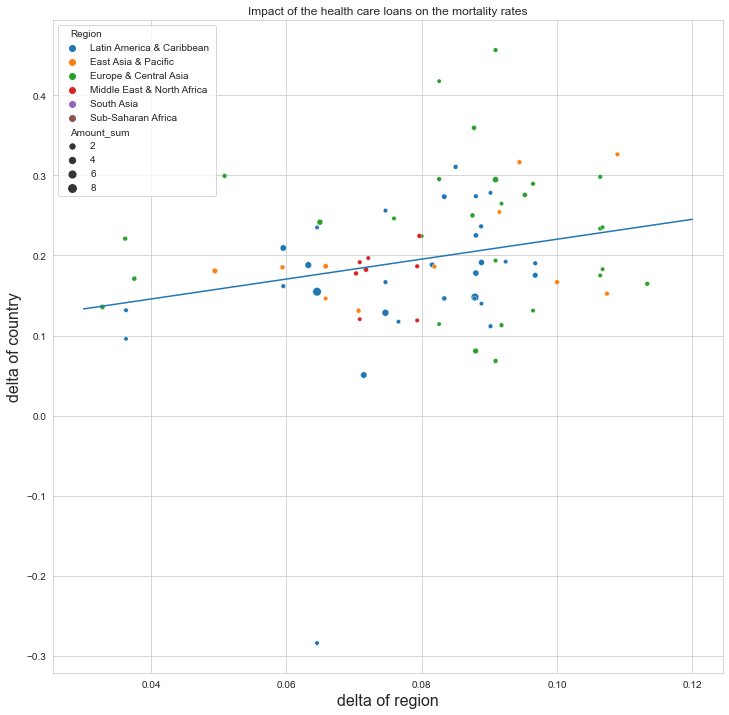 Impact of the health care loans on the mortality rates
Region
Latin America & Caribbean
East Asia & Pacific
Europe & Central Asia
Middle East & North Africa
South Asia
Sub-Saharan Africa
Amount_sum
2
4
6
8
0.4
0.3
0.2
0.1
0.0
−0.1
−0.2
−0.3
delta of country
0.04
0.06
0.08
0.10
0.12
delta of region